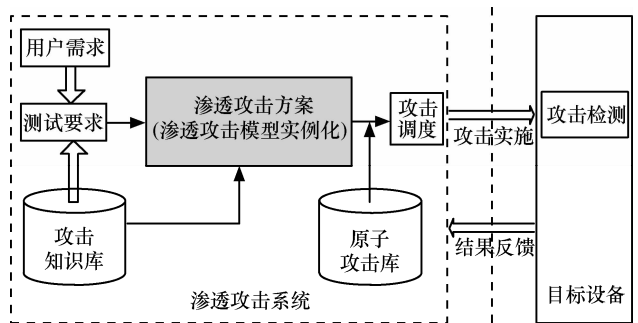 用户需求
测试要求
渗透攻击方案
(渗透攻击模型实例化)
攻击
调度
攻击实施
攻击检测
攻击
知识库
原子
攻击库
结果反馈
渗透攻击系统
目标设备